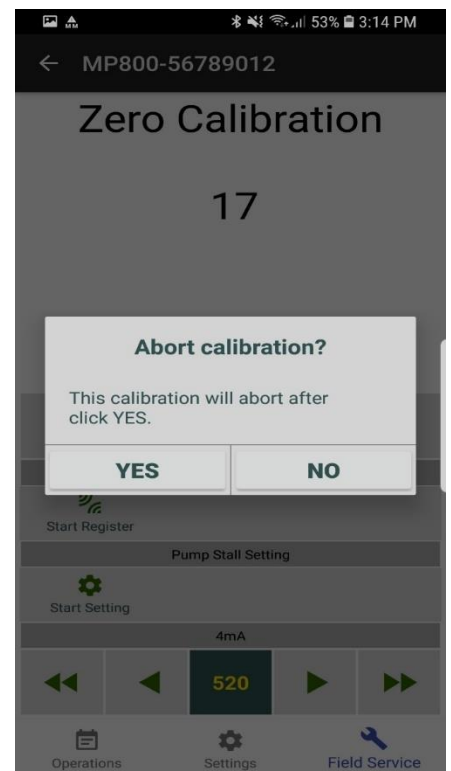 53% 3:14 PM
MP800-56789012
Zero Calibration
17
Abort calibration?
This calibration will abort after
click YES.
YES NO
Start Register
Pump Stall Setting
Start Setting
4mA
520
Operations Settings Field Service